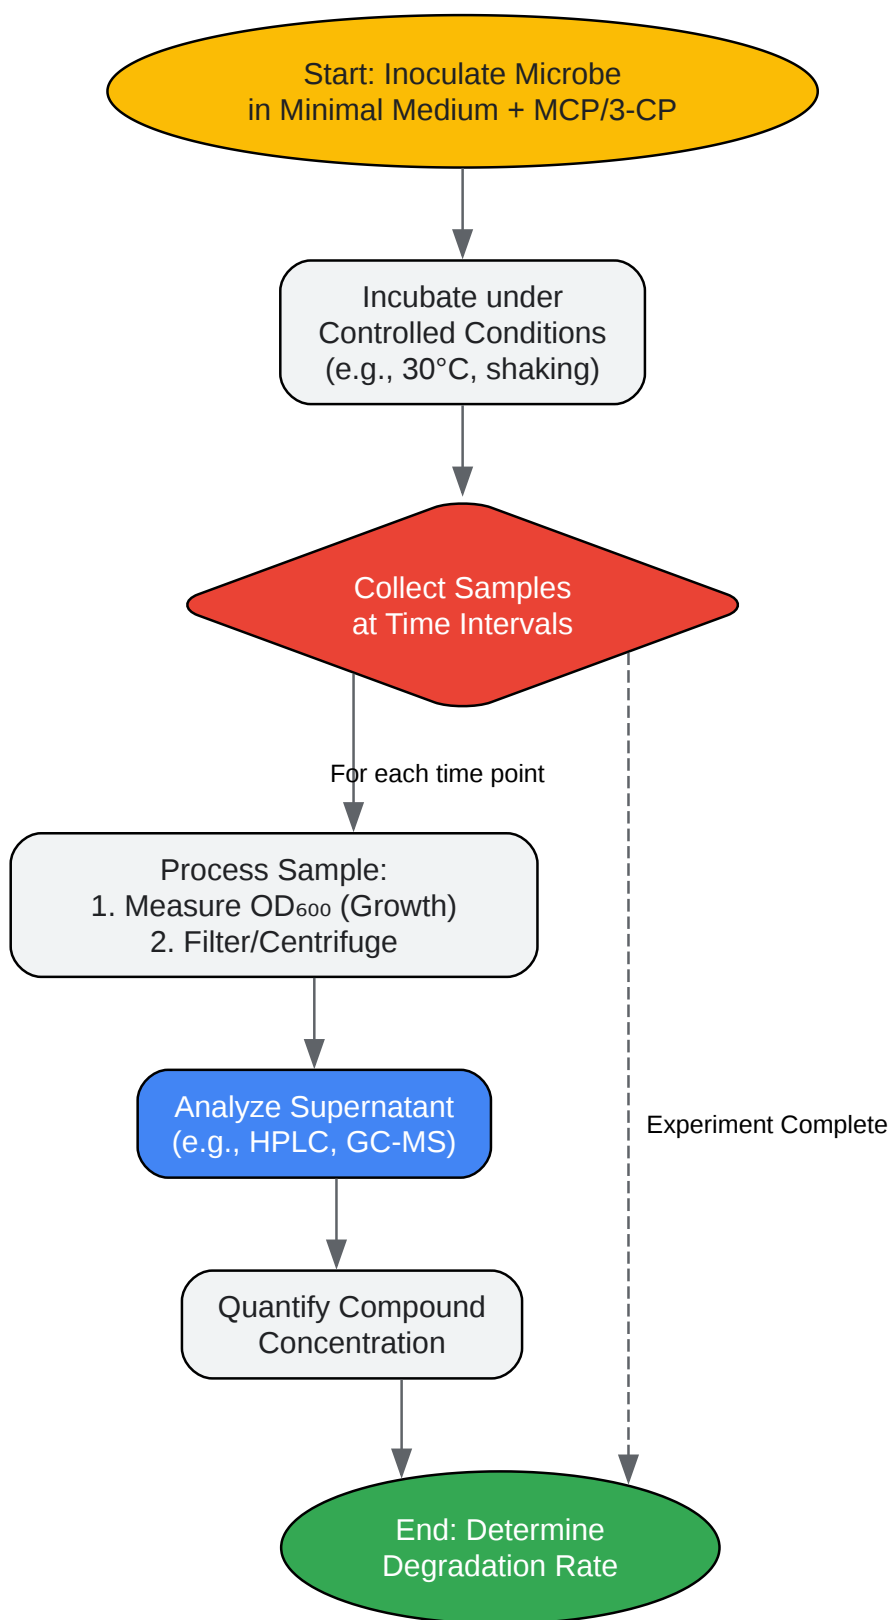 Start: Inoculate Microbe
in Minimal Medium + MCP/3-CP
Incubate under
Controlled Conditions
(e.g., 30°C, shaking)
Collect Samples
at Time Intervals
For each time point
Process Sample:
1. Measure OD₆₀₀ (Growth)
2. Filter/Centrifuge
Analyze Supernatant
(e.g., HPLC, GC-MS)
Experiment Complete
Quantify Compound
Concentration
End: Determine
Degradation Rate